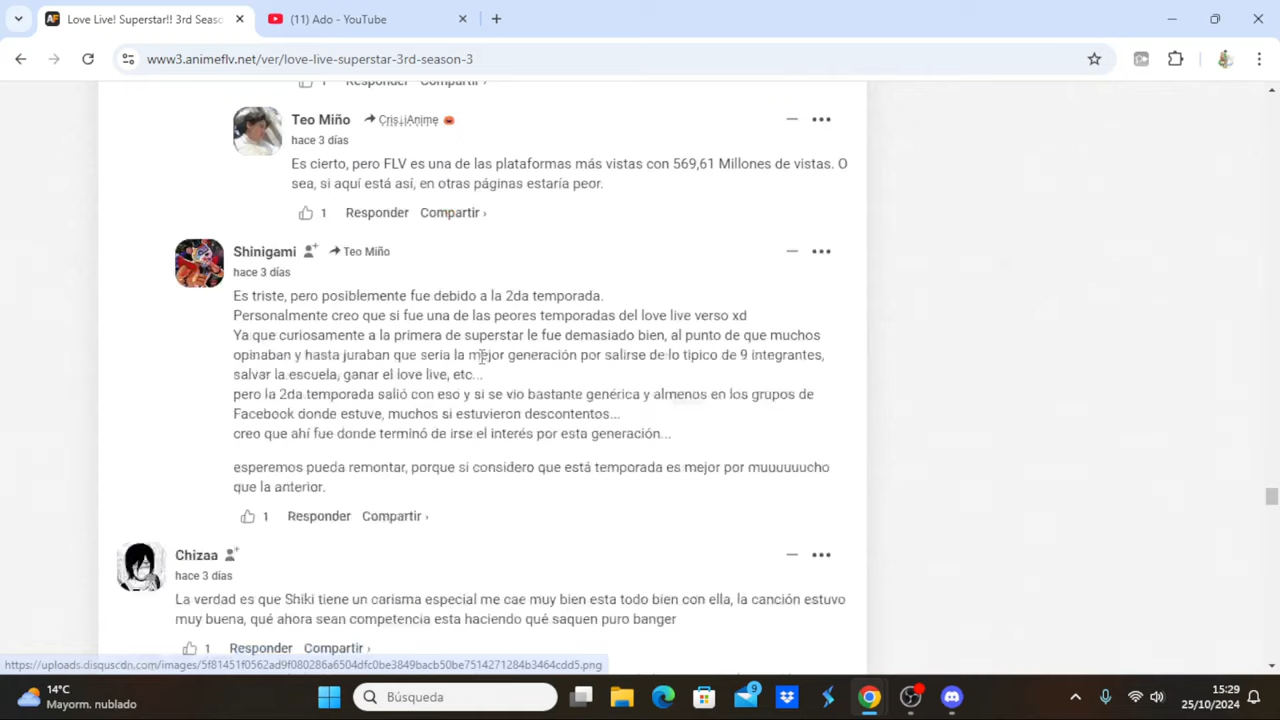 Love Live! Superstar!! 3rd Seaso
(11) Ado - YouTube
www3.animeflv.net/ver/love-live-superstar-3rd-season-3
1 Responder Compartir ›
Teo Miño Cris↓↓Anime
hace 3 días
Es cierto, pero FLV es una de las plataformas más vistas con 569,61 Millones de vistas. O
sea, si aquí está así, en otras páginas estaría peor.
1 Responder Compartir ›
Shinigami Teo Miño
hace 3 días
Es triste, pero posiblemente fue debido a la 2da temporada.
Personalmente creo que si fue una de las peores temporadas del love live verso xd
Ya que curiosamente a la primera de superstar le fue demasiado bien, al punto de que muchos
opinaban y hasta juraban que seria la mejor generación por salirse de lo tipico de 9 integrantes,
salvar la escuela, ganar el love live, etc...
pero la 2da temporada salió con eso y si se vio bastante genérica y almenos en los grupos de
Facebook donde estuve, muchos si estuvieron descontentos...
creo que ahí fue donde terminó de irse el interés por esta generación...
esperemos pueda remontar, porque si considero que está temporada es mejor por muuuuuucho
que la anterior.
1 Responder Compartir ›
Chizaa
hace 3 días
La verdad es que Shiki tiene un carisma especial me cae muy bien esta todo bien con ella, la canción estuvo
muy buena, qué ahora sean competencia esta haciendo qué saquen puro banger
1 Responder Compartir ›
https://uploads.disquscdn.com/images/5f81451f0562ad9f080286a6504dfc0be3849bacb50be7514271284b3464cdd5.png
14°C
Mayorm. nublado
Búsqueda
9
15:29
25/10/2024